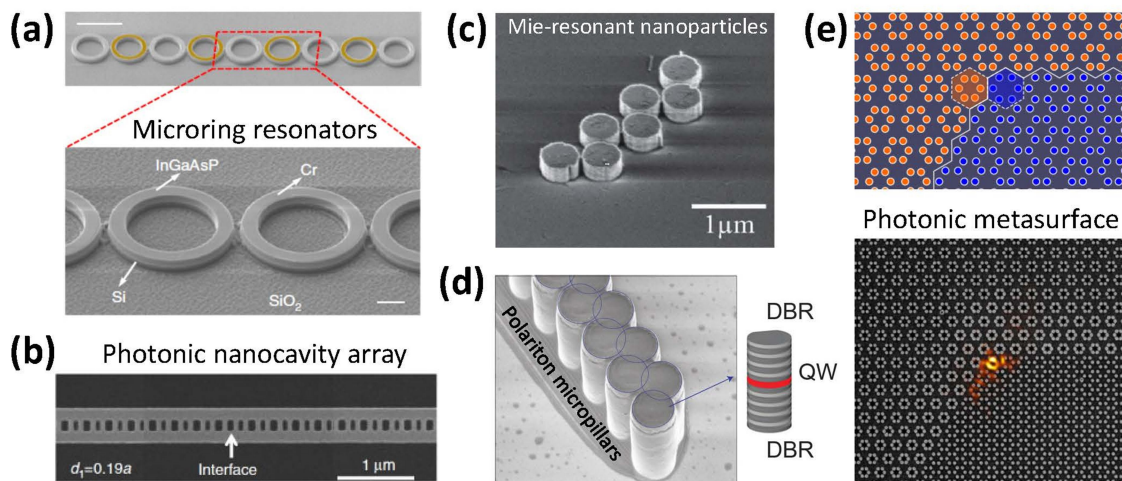 (a)
Microring resonators
InGaAsP
Cr
Si
SiO₂
(b)
Photonic nanocavity array
d₁=0.19a
Interface
1 μm
(c)
Mie-resonant nanoparticles
1μm
(d)
Polariton micropillars
DBR
QW
DBR
(e)
Photonic metasurface